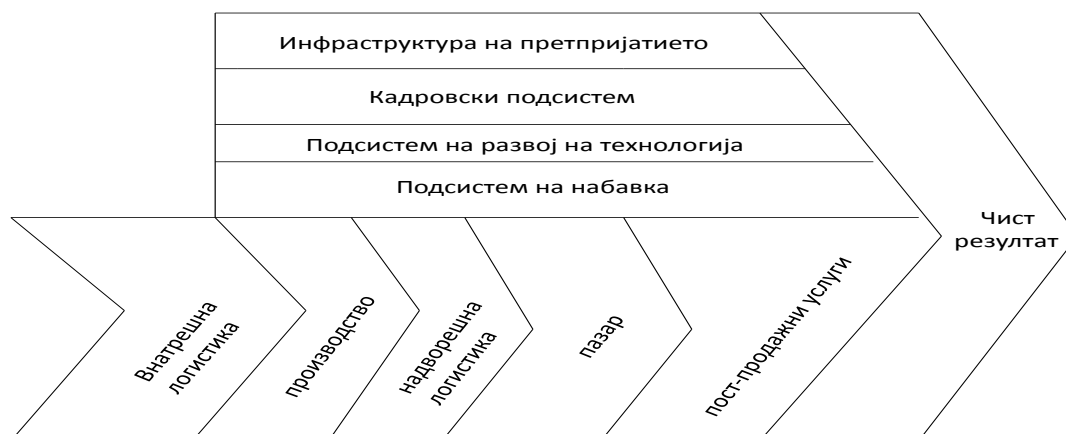 Инфраструктура на претпријатието
Кадровски подсистем
Подсистем на развој на технологија
Подсистем на набавка
Чист
резултат
Внатрешна
логистика
производство
надворешна
логистика
пазар
пост-продажни услуги